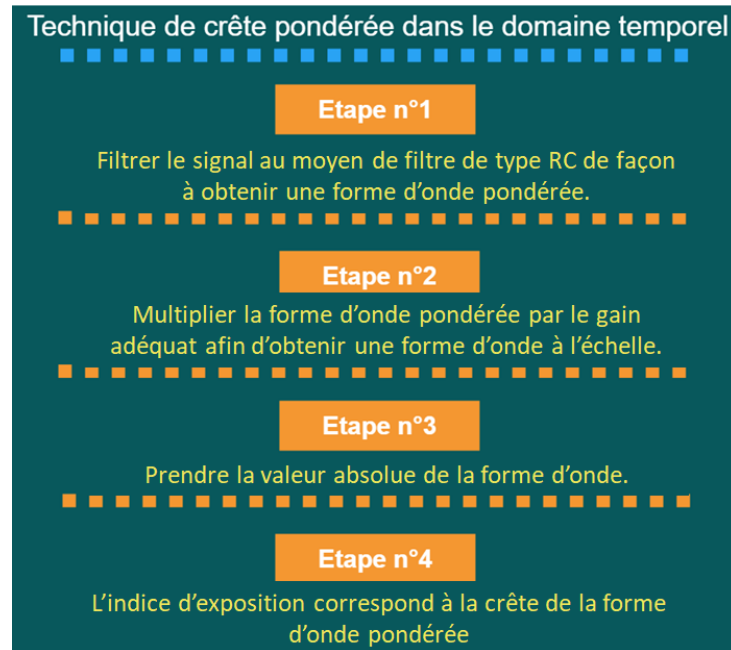 Technique de crête pondérée dans le domaine temporel
Etape n°1
Filtrer le signal au moyen de filtre de type RC de façon
à obtenir une forme d'onde pondérée.
Etape n°2
Multiplier la forme d'onde pondérée par le gain
adéquat afin d'obtenir une forme d'onde à l'échelle.
Etape n°3
Prendre la valeur absolue de la forme d'onde.
Etape n°4
L'indice d'exposition correspond à la crête de la forme
d'onde pondérée